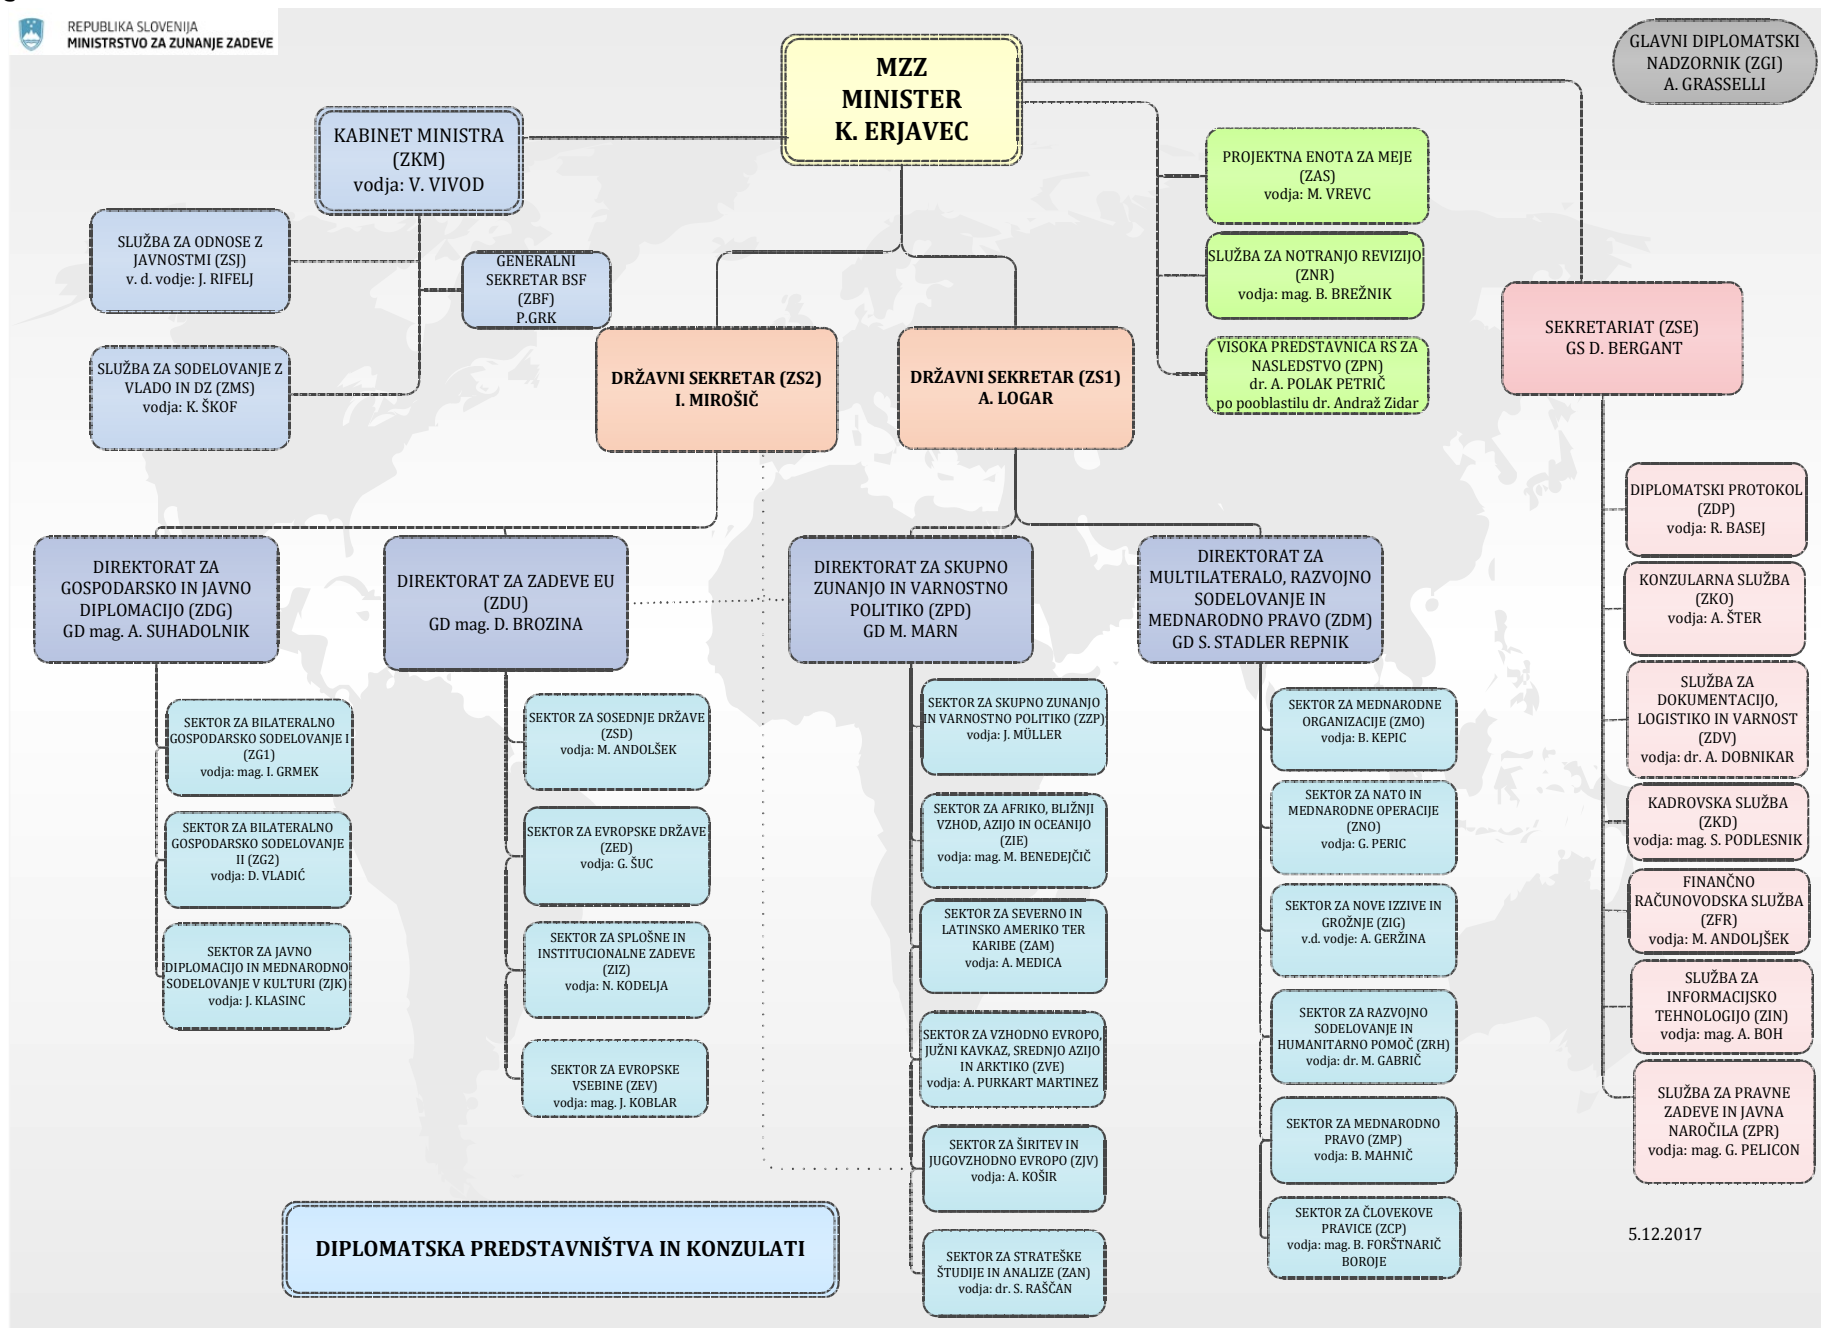 REPUBLIKA SLOVENIJA
MINISTRSTVO ZA ZUNANJE ZADEVE
MZZ
MINISTER
K. ERJAVEC
GLAVNI DIPLOMATSKI
NADZORNIK (ZGI)
A. GRASSELLI
KABINET MINISTRA
(ZKM)
vodja: V. VIVOD
SLUŽBA ZA ODNOSE Z
JAVNOSTMI (ZSJ)
v. d. vodje: J. RIFELJ
GENERALNI
SEKRETAR BSF
(ZBF)
P.GRK
SLUŽBA ZA SODELOVANJE Z
VLADO IN DZ (ZMS)
vodja: K. ŠKOF
PROJEKTNA ENOTA ZA MEJE
(ZAS)
vodja: M. VREVC
SLUŽBA ZA NOTRANJO REVIZIJO
(ZNR)
vodja: mag. B. BREŽNIK
VISOKA PREDSTAVNICA RS ZA
NASLEDSTVO (ZPN)
dr. A. POLAK PETRIČ
po pooblastilu dr. Andraž Zidar
DRŽAVNI SEKRETAR (ZS2)
I. MIROŠIČ
DRŽAVNI SEKRETAR (ZS1)
A. LOGAR
SEKRETARIAT (ZSE)
GS D. BERGANT
DIREKTORAT ZA
GOSPODARSKO IN JAVNO
DIPLOMACIJO (ZDG)
GD mag. A. SUHADOLNIK
SEKTOR ZA BILATERALNO
GOSPODARSKO SODELOVANJE I
(ZG1)
vodja: mag. I. GRMEK
SEKTOR ZA BILATERALNO
GOSPODARSKO SODELOVANJE
II (ZG2)
vodja: D. VLADIĆ
SEKTOR ZA JAVNO
DIPLOMACIJO IN MEDNARODNO
SODELOVANJE V KULTURI (ZJK)
vodja: J. KLASINC
DIREKTORAT ZA ZADEVE EU
(ZDU)
GD mag. D. BROZINA
SEKTOR ZA SOSEDNJE DRŽAVE
(ZSD)
vodja: M. ANDOLŠEK
SEKTOR ZA EVROPSKE DRŽAVE
(ZED)
vodja: G. ŠUC
SEKTOR ZA SPLOŠNE IN
INSTITUCIONALNE ZADEVE
(ZIZ)
vodja: N. KODELJA
SEKTOR ZA EVROPSKE
VSEBINE (ZEV)
vodja: mag. J. KOBLAR
DIREKTORAT ZA SKUPNO
ZUNANJO IN VARNOSTNO
POLITIKO (ZPD)
GD M. MARN
SEKTOR ZA SKUPNO ZUNANJO
IN VARNOSTNO POLITIKO (ZZP)
vodja: J. MÜLLER
SEKTOR ZA AFRIKO, BLIŽNJI
VZHOD, AZIJO IN OCEANIJO
(ZIE)
vodja: mag. M. BENEDEJČIČ
SEKTOR ZA SEVERNO IN
LATINSKO AMERIKO TER
KARIBE (ZAM)
vodja: A. MEDICA
SEKTOR ZA VZHODNO EVROPO,
JUŽNI KAVKAZ, SREDNJO AZIJO
IN ARKTIKO (ZVE)
vodja: A. PURKART MARTINEZ
SEKTOR ZA ŠIRITEV IN
JUGOVZHODNO EVROPO (ZJV)
vodja: A. KOŠIR
SEKTOR ZA STRATEŠKE
ŠTUDIJE IN ANALIZE (ZAN)
vodja: dr. S. RAŠČAN
DIREKTORAT ZA
MULTILATERALO, RAZVOJNO
SODELOVANJE IN
MEDNARODNO PRAVO (ZDM)
GD S. STADLER REPNIK
SEKTOR ZA MEDNARODNE
ORGANIZACIJE (ZMO)
vodja: B. KEPIC
SEKTOR ZA NATO IN
MEDNARODNE OPERACIJE
(ZNO)
vodja: G. PERIC
SEKTOR ZA NOVE IZZIVE IN
GROŽNJE (ZIG)
v.d. vodje: A. GERŽINA
SEKTOR ZA RAZVOJNO
SODELOVANJE IN
HUMANITARNO POMOČ (ZRH)
vodja: dr. M. GABRIČ
SEKTOR ZA MEDNARODNO
PRAVO (ZMP)
vodja: B. MAHNIČ
SEKTOR ZA ČLOVEKOVE
PRAVICE (ZCP)
vodja: mag. B. FORŠTNARIČ
BOROJE
DIPLOMATSKI PROTOKOL
(ZDP)
vodja: R. BASEJ
KONZULARNA SLUŽBA
(ZKO)
vodja: A. ŠTER
SLUŽBA ZA
DOKUMENTACIJO,
LOGISTIKO IN VARNOST
(ZDV)
vodja: dr. A. DOBNIKAR
KADROVSKA SLUŽBA
(ZKD)
vodja: mag. S. PODLESNIK
FINANČNO
RAČUNOVODSKA SLUŽBA
(ZFR)
vodja: M. ANDOLJŠEK
SLUŽBA ZA
INFORMACIJSKO
TEHNOLOGIJO (ZIN)
vodja: mag. A. BOH
SLUŽBA ZA PRAVNE
ZADEVE IN JAVNA
NAROČILA (ZPR)
vodja: mag. G. PELICON
DIPLOMATSKA PREDSTAVNIŠTVA IN KONZULATI
5.12.2017